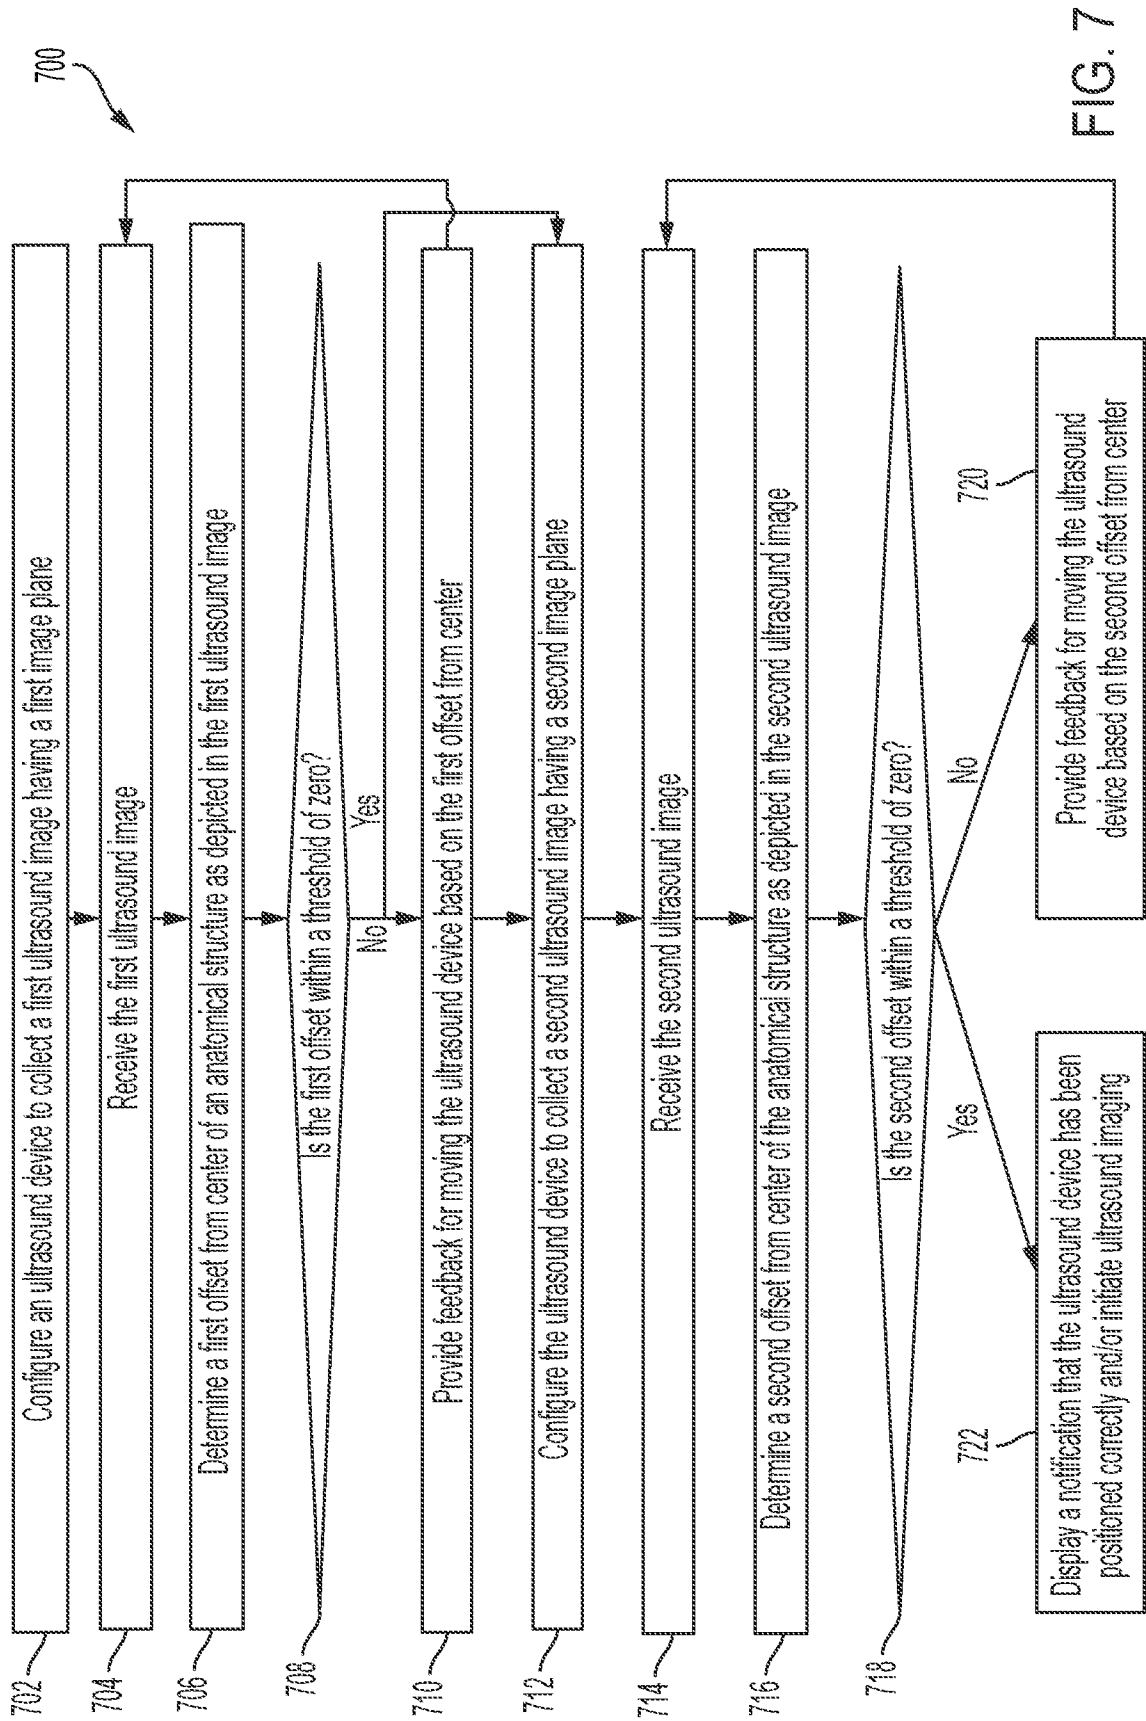 700
702
Configure an ultrasound device to collect a first ultrasound image having a first image plane
704
Receive the first ultrasound image
706
Determine a first offset from center of an anatomical structure as depicted in the first ultrasound image
708
Is the first offset within a threshold of zero?
No
Yes
710
Provide feedback for moving the ultrasound device based on the first offset from center
712
Configure the ultrasound device to collect a second ultrasound image having a second image plane
714
Receive the second ultrasound image
716
Determine a second offset from center of the anatomical structure as depicted in the second ultrasound image
718
Is the second offset within a threshold of zero?
Yes
No
722
Display a notification that the ultrasound device has been
positioned correctly and/or initiate ultrasound imaging
720
Provide feedback for moving the ultrasound
device based on the second offset from center
FIG. 7